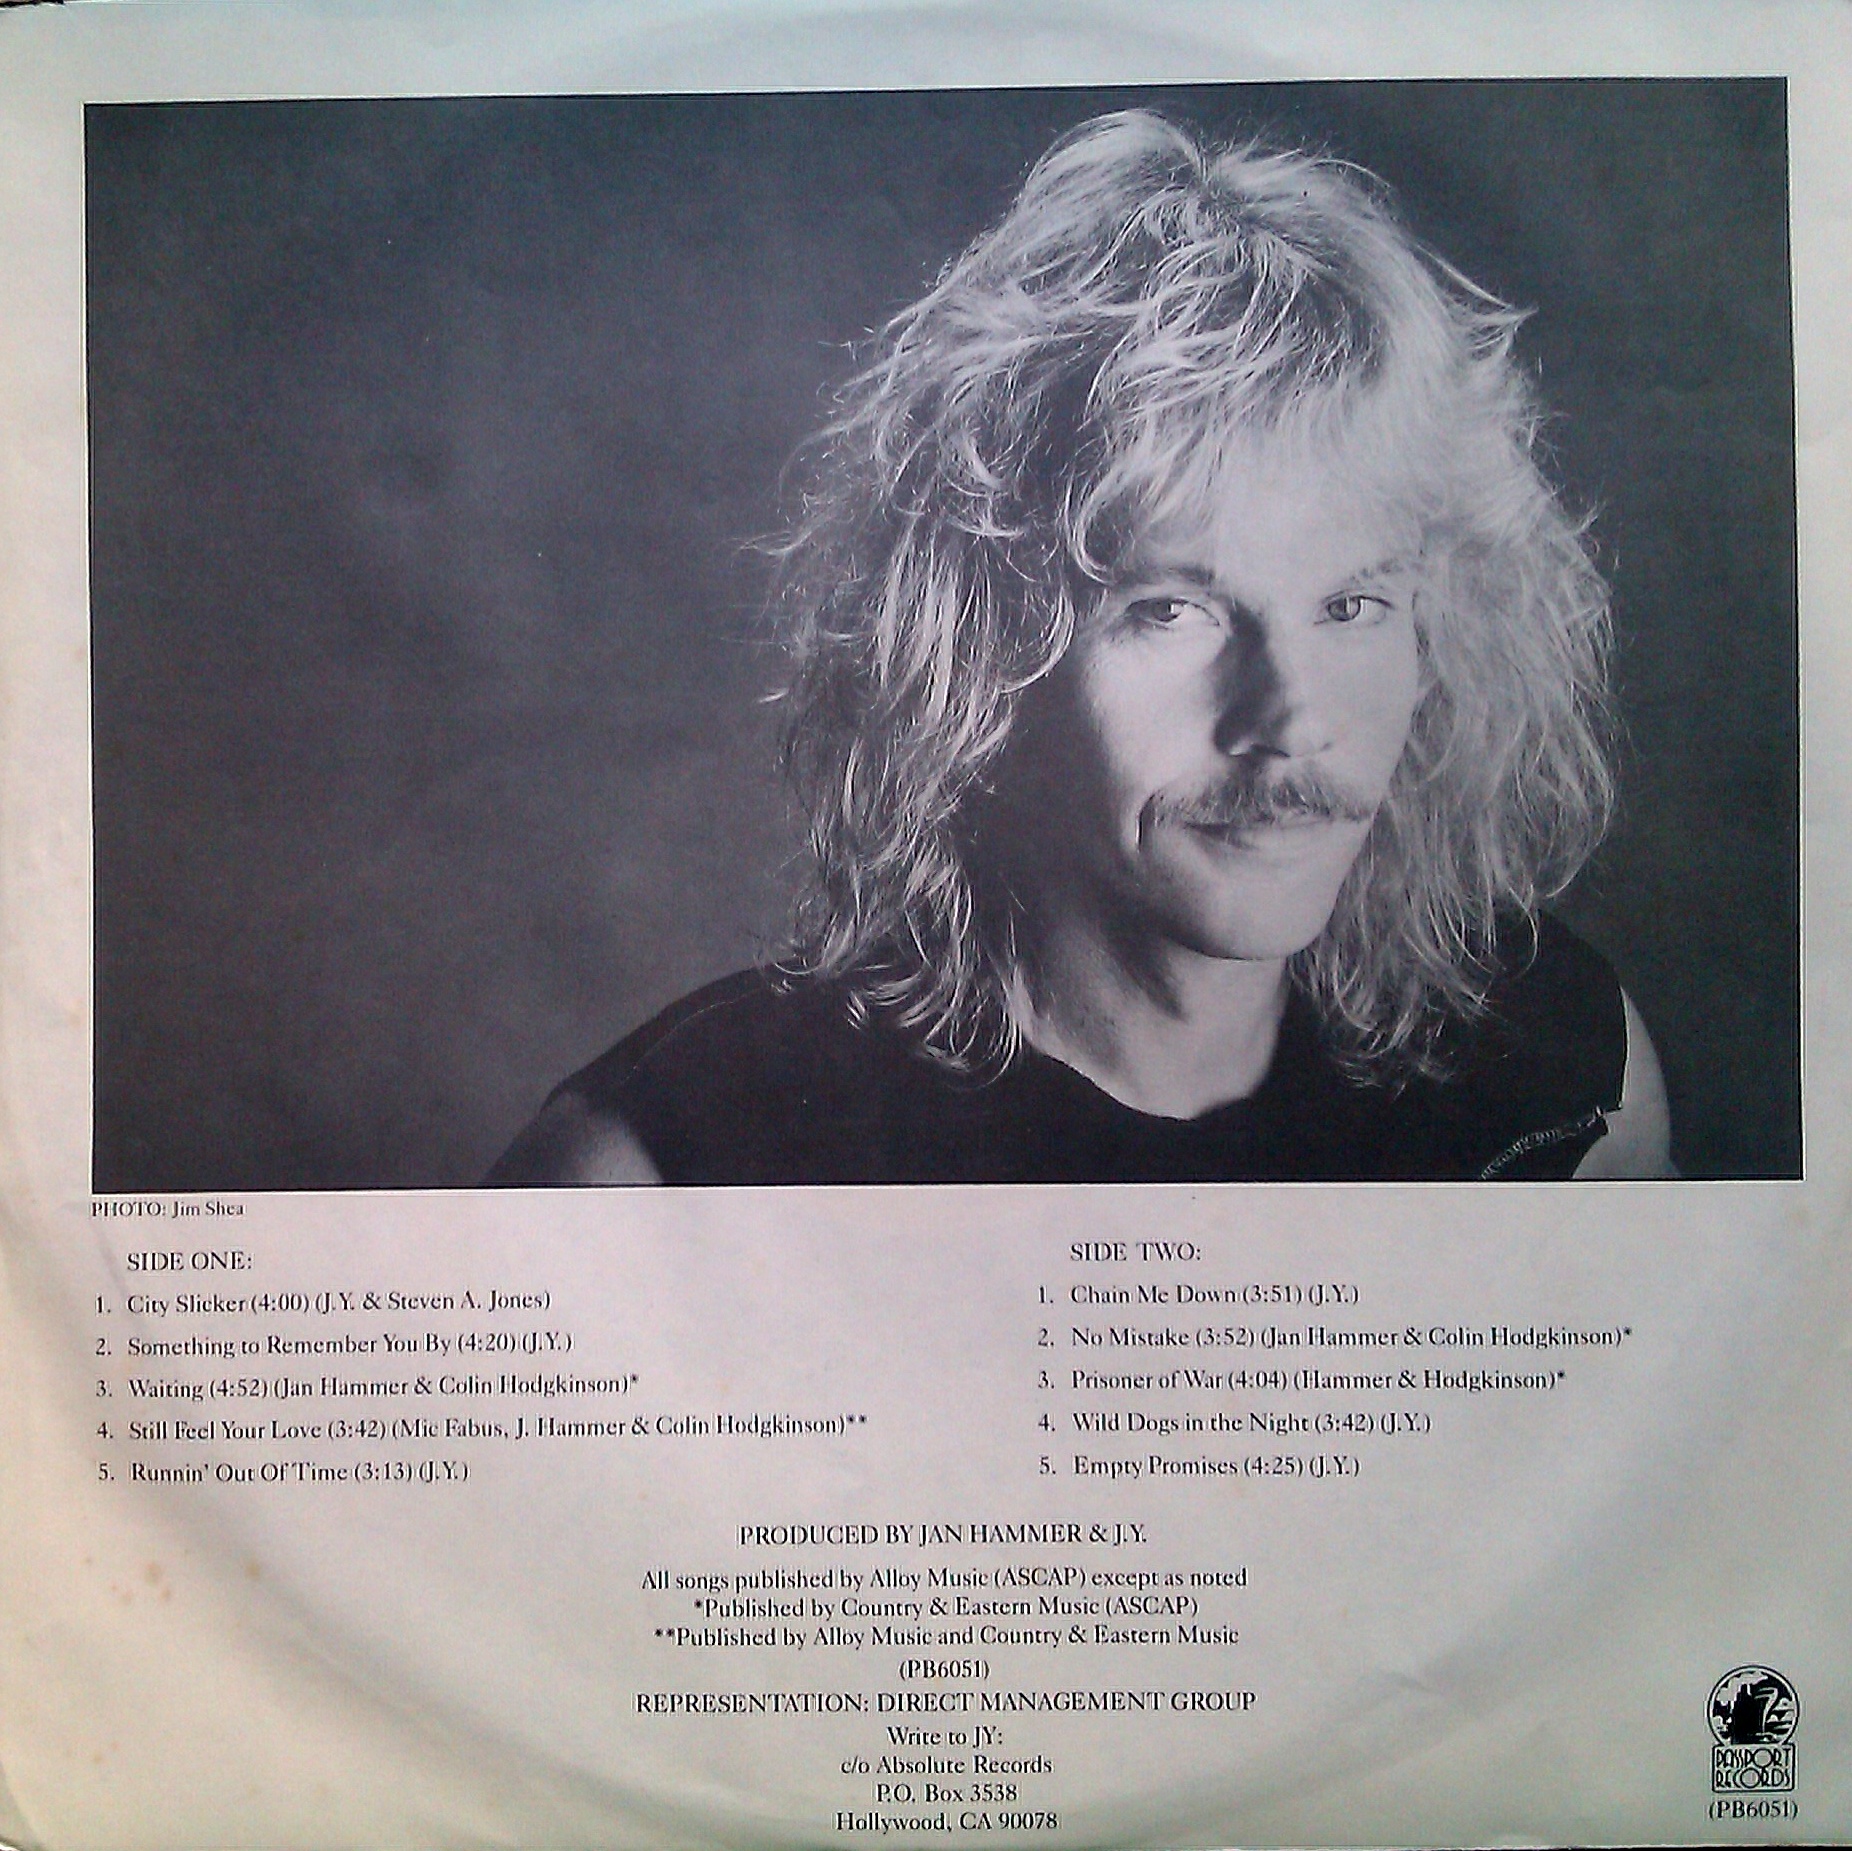 PHOTO: Jim Shea
SIDE ONE:
1. City Slicker (4:00) (J.Y. & Steven A. Jones)
2. Something to Remember You By (4:20) (J.Y.)
3. Waiting (4:52) (Jan Hammer & Colin Hodgkinson)*
4. Still Feel Your Love (3:42) (Mic Fabus, J. Hammer & Colin Hodgkinson)**
5. Runnin' Out Of Time (3:13) (J.Y.)
SIDE TWO:
1. Chain Me Down (3:51) (J.Y.)
2. No Mistake (3:52) (Jan Hammer & Colin Hodgkinson)*
3. Prisoner of War (4:04) (Hammer & Hodgkinson)*
4. Wild Dogs in the Night (3:42) (J.Y.)
5. Empty Promises (4:25) (J.Y.)
PRODUCED BY JAN HAMMER & J.Y.
All songs published by Alloy Music (ASCAP) except as noted
*Published by Country & Eastern Music (ASCAP)
**Published by Alloy Music and Country & Eastern Music
(PB6051)
REPRESENTATION: DIRECT MANAGEMENT GROUP
Write to JY:
c/o Absolute Records
P.O. Box 3538
Hollywood, CA 90078
PASSPORT
RECORDS
(PB6051)